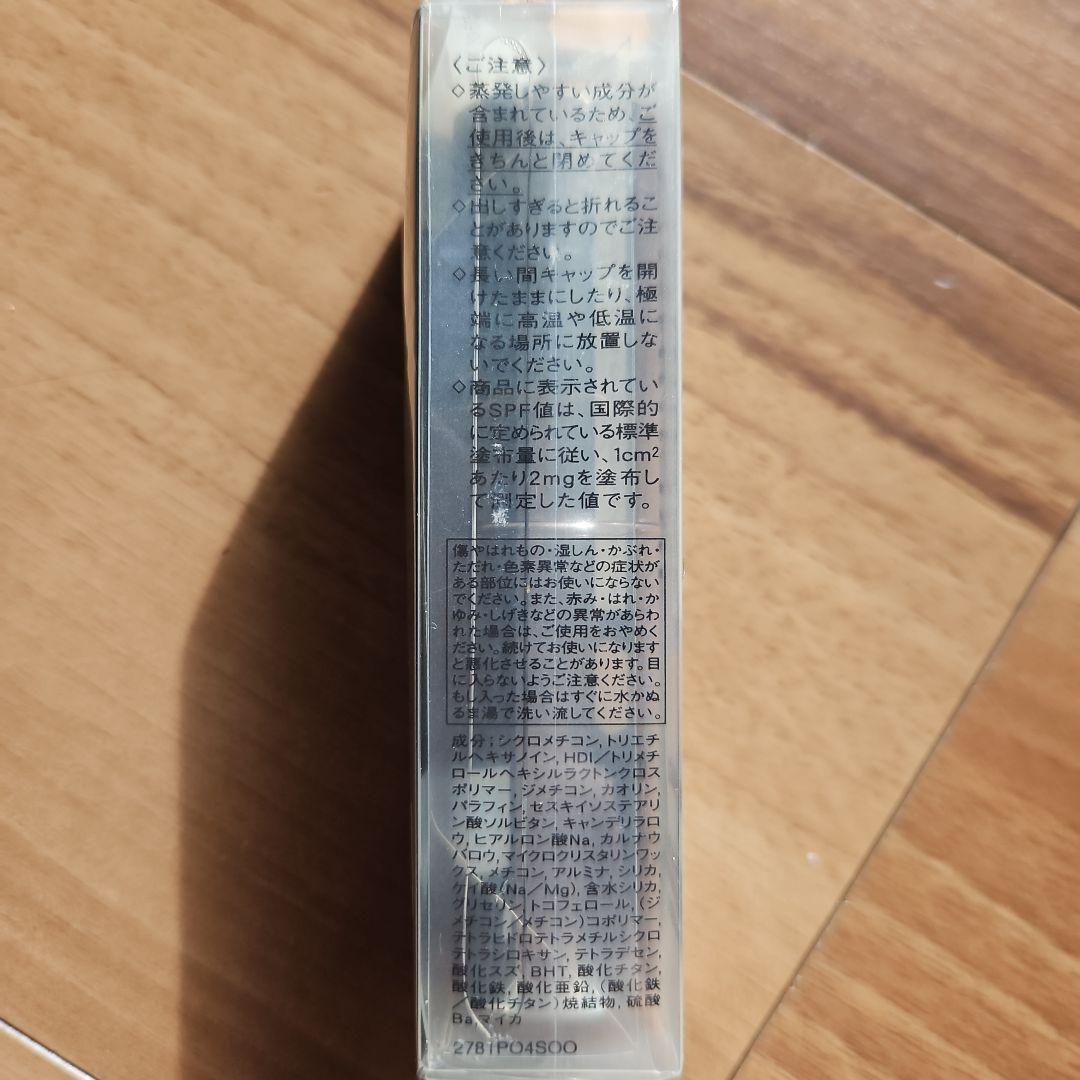 〈ご注意〉
◇蒸発しやすい成分が
含まれているため、ご
使用後は、キャップを
きちんと閉めてくだ
さい。
◇出しすぎると折れるこ
とがありますのでご注
意ください。
◇長い間キャップを開
けたままにしたり、極
端に高温や低温に
なる場所に放置しな
いでください。
◇商品に表示されてい
るSPF値は、国際的
に定められている標準
塗布量に従い、1cm²
あたり2mgを塗布し
て測定した値です。
傷やはれもの・湿しん・かぶれ・
ただれ・色素異常などの症状が
ある部位にはお使いにならない
でください。また、赤み・はれ・か
ゆみ・しげきなどの異常があらわ
れた場合は、ご使用をおやめく
ださい。続けてお使いになります
と悪化させることがあります。目
に入らないようご注意ください。
もし入った場合はすぐに水かぬ
るま湯で洗い流してください。
成分;シクロメチコン,トリエチ
ルヘキサノイン,HDI/トリメチ
ロールヘキシルラクトンクロス
ポリマー,ジメチコン,カオリン,
パラフィン,セスキイソステアリ
ン酸ソルビタン,キャンデリラロ
ウ,ヒアルロン酸Na,カルナウ
バロウ,マイクロクリスタリンワッ
クス,メチコン,アルミナ,シリカ,
ケイ酸(Na/Mg),含水シリカ,
グリセリン,トコフェロール,(ジ
メチコン/メチコン)コポリマー,
テトラヒドロテトラメチルシクロ
テトラシロキサン,テトラデセン,
酸化スズ,BHT,酸化チタン,
酸化鉄,酸化亜鉛,(酸化鉄
/酸化チタン)焼結物,硫酸
Ba,マイカ
2781PO4SOO